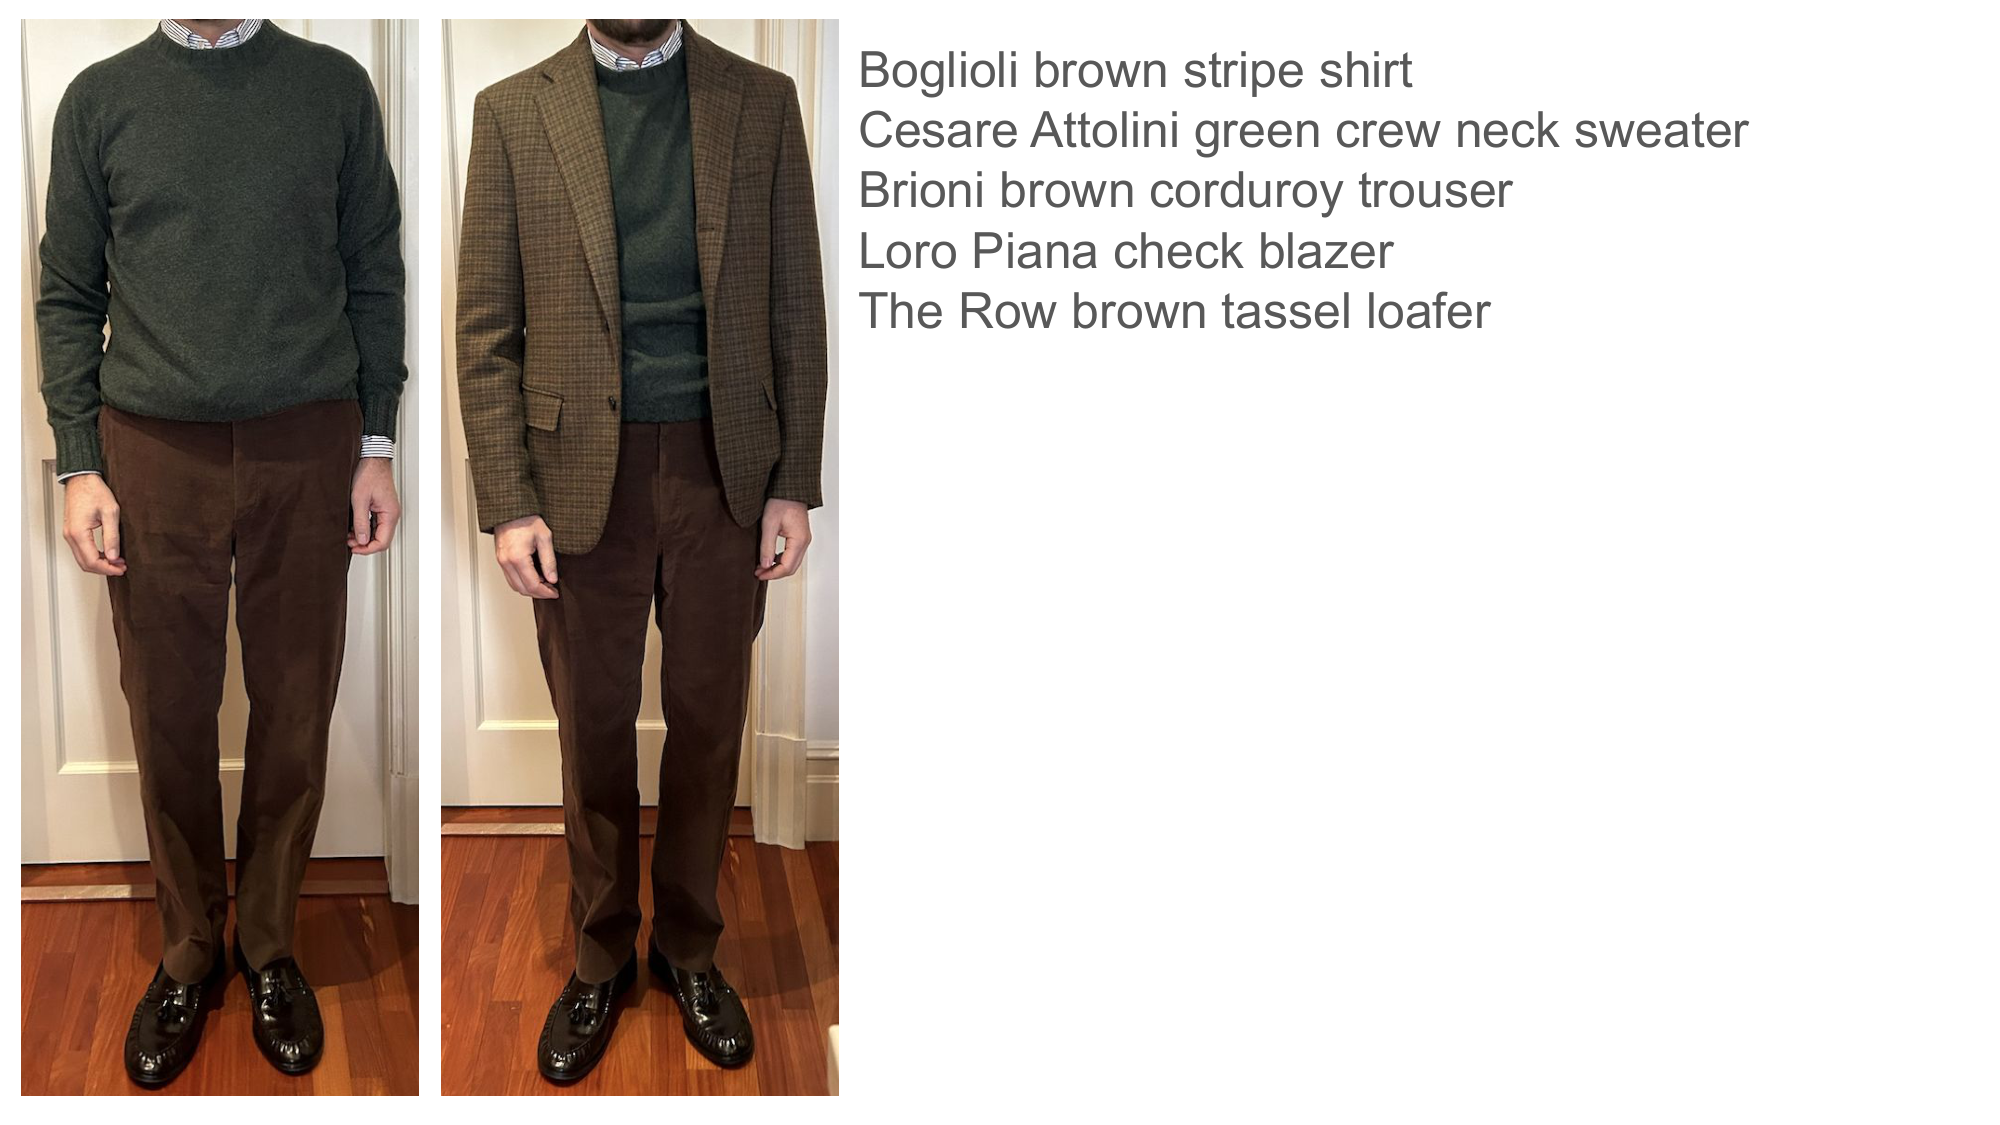 Boglioli brown stripe shirt
Cesare Attolini green crew neck sweater
Brioni brown corduroy trouser
Loro Piana check blazer
The Row brown tassel loafer